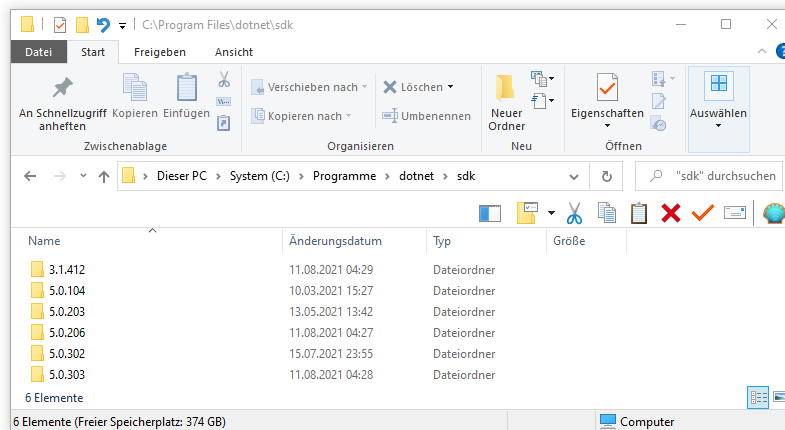 C:\Program Files\dotnet\sdk
Datei Start Freigeben Ansicht
An Schnellzugriff anheften
Kopieren
Einfügen
Zwischenablage
Verschieben nach
Löschen
Kopieren nach
Umbenennen
Organisieren
Neuer Ordner
Neu
Eigenschaften
Öffnen
Auswählen
Dieser PC System (C:) Programme dotnet sdk
"sdk" durchsuchen
Name Änderungsdatum Typ Größe
3.1.412 11.08.2021 04:29 Dateiordner
5.0.104 10.03.2021 15:27 Dateiordner
5.0.203 13.05.2021 13:42 Dateiordner
5.0.206 11.08.2021 04:27 Dateiordner
5.0.302 15.07.2021 23:55 Dateiordner
5.0.303 11.08.2021 04:28 Dateiordner
6 Elemente
6 Elemente (Freier Speicherplatz: 374 GB) Computer